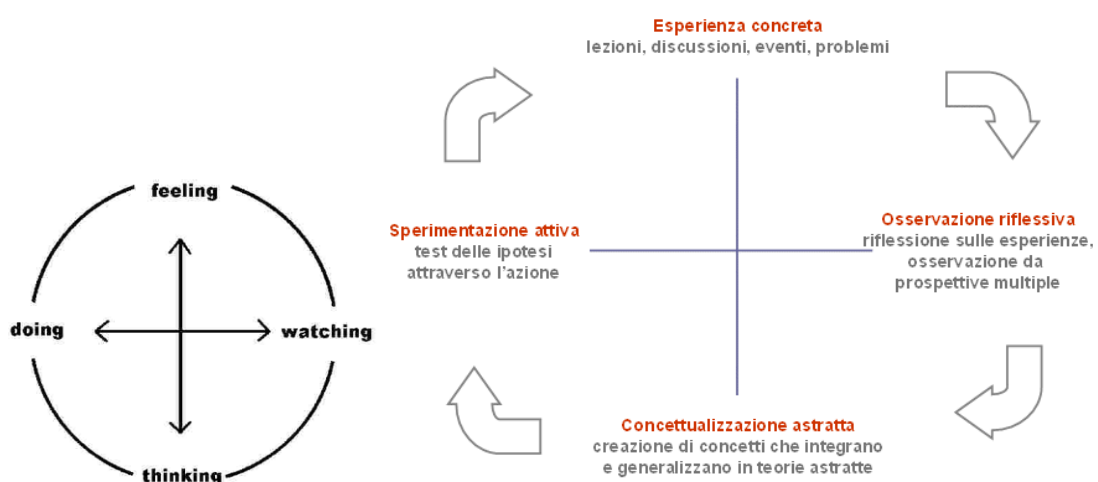 feeling
doing
watching
thinking
Esperienza concreta
lezioni, discussioni, eventi, problemi
Sperimentazione attiva
test delle ipotesi
attraverso l'azione
Osservazione riflessiva
riflessione sulle esperienze,
osservazione da
prospettive multiple
Concettualizzazione astratta
creazione di concetti che integrano
e generalizzano in teorie astratte